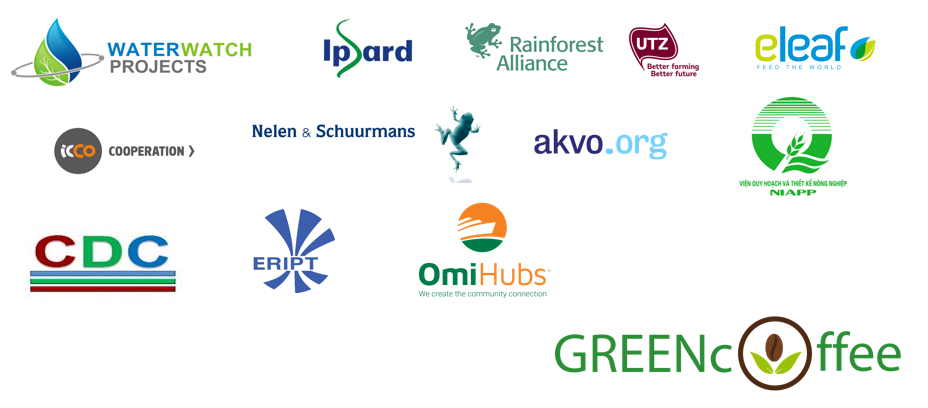 WATERWATCH
PROJECTS
Ipsard
Rainforest
Alliance
UTZ
Better farming
Better future
eleaf
FEED THE WORLD
icco
COOPERATION
Nelen & Schuurmans
akvo.org
VIỆN QUY HOẠCH VÀ THIẾT KẾ NÔNG NGHIỆP
NIAPP
CDC
ERIPT
OmiHubs
We create the community connection
GREENcoffee